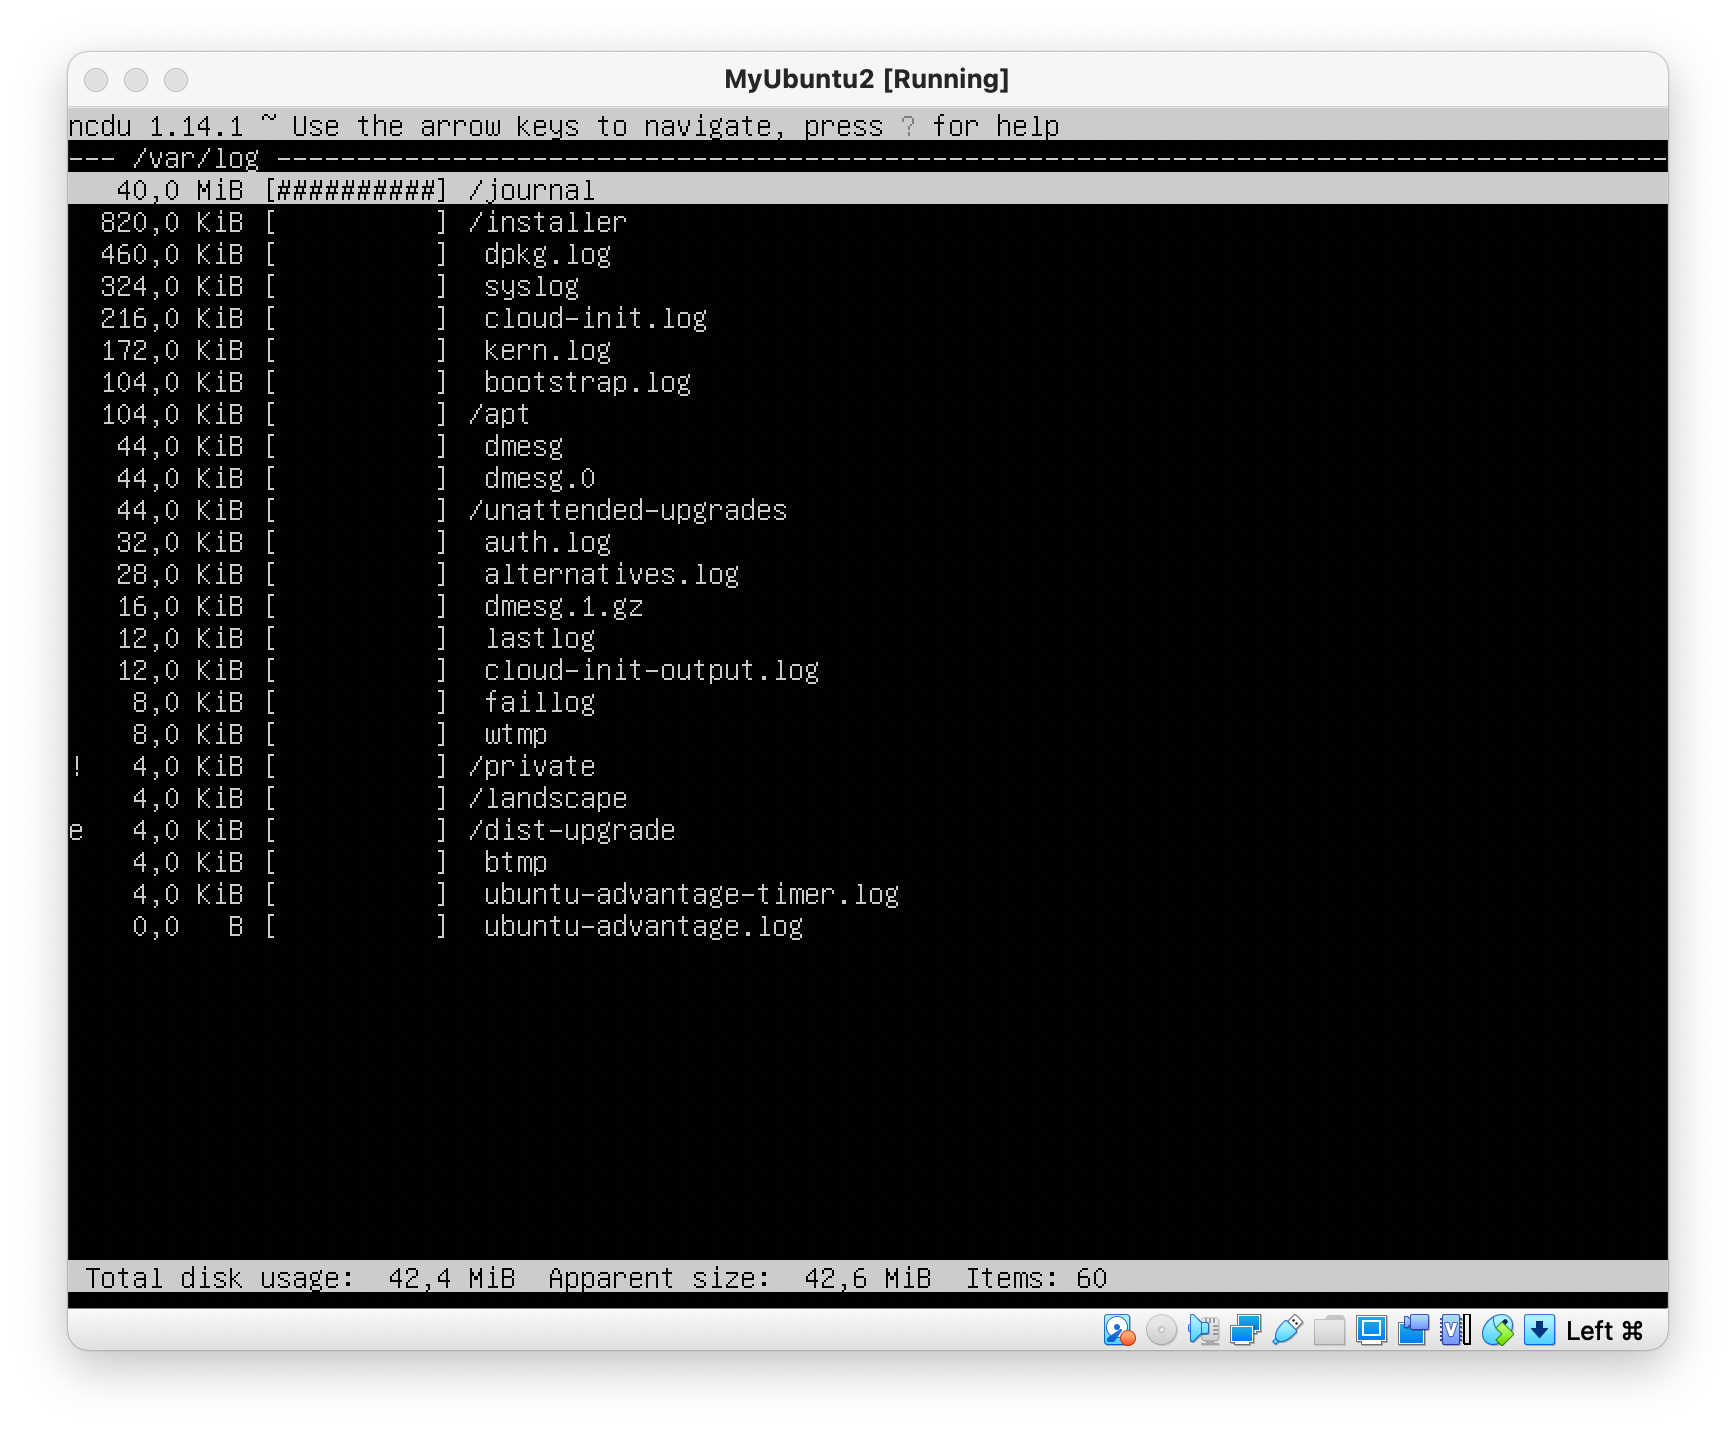 MyUbuntu2 [Running]
ncdu 1.14.1 ~ Use the arrow keys to navigate, press ? for help
--- /var/log ---------------------------------------------------------------------------------------
   40,0 MiB [##########] /journal
  820,0 KiB [          ] /installer
  460,0 KiB [          ]  dpkg.log
  324,0 KiB [          ]  syslog
  216,0 KiB [          ]  cloud-init.log
  172,0 KiB [          ]  kern.log
  104,0 KiB [          ]  bootstrap.log
  104,0 KiB [          ] /apt
   44,0 KiB [          ]  dmesg
   44,0 KiB [          ]  dmesg.0
   44,0 KiB [          ] /unattended-upgrades
   32,0 KiB [          ]  auth.log
   28,0 KiB [          ]  alternatives.log
   16,0 KiB [          ]  dmesg.1.gz
   12,0 KiB [          ]  lastlog
   12,0 KiB [          ]  cloud-init-output.log
    8,0 KiB [          ]  faillog
    8,0 KiB [          ]  wtmp
!   4,0 KiB [          ] /private
    4,0 KiB [          ] /landscape
e   4,0 KiB [          ] /dist-upgrade
    4,0 KiB [          ]  btmp
    4,0 KiB [          ]  ubuntu-advantage-timer.log
    0,0   B [          ]  ubuntu-advantage.log
Total disk usage:  42,4 MiB  Apparent size:  42,6 MiB  Items: 60
Left ⌘